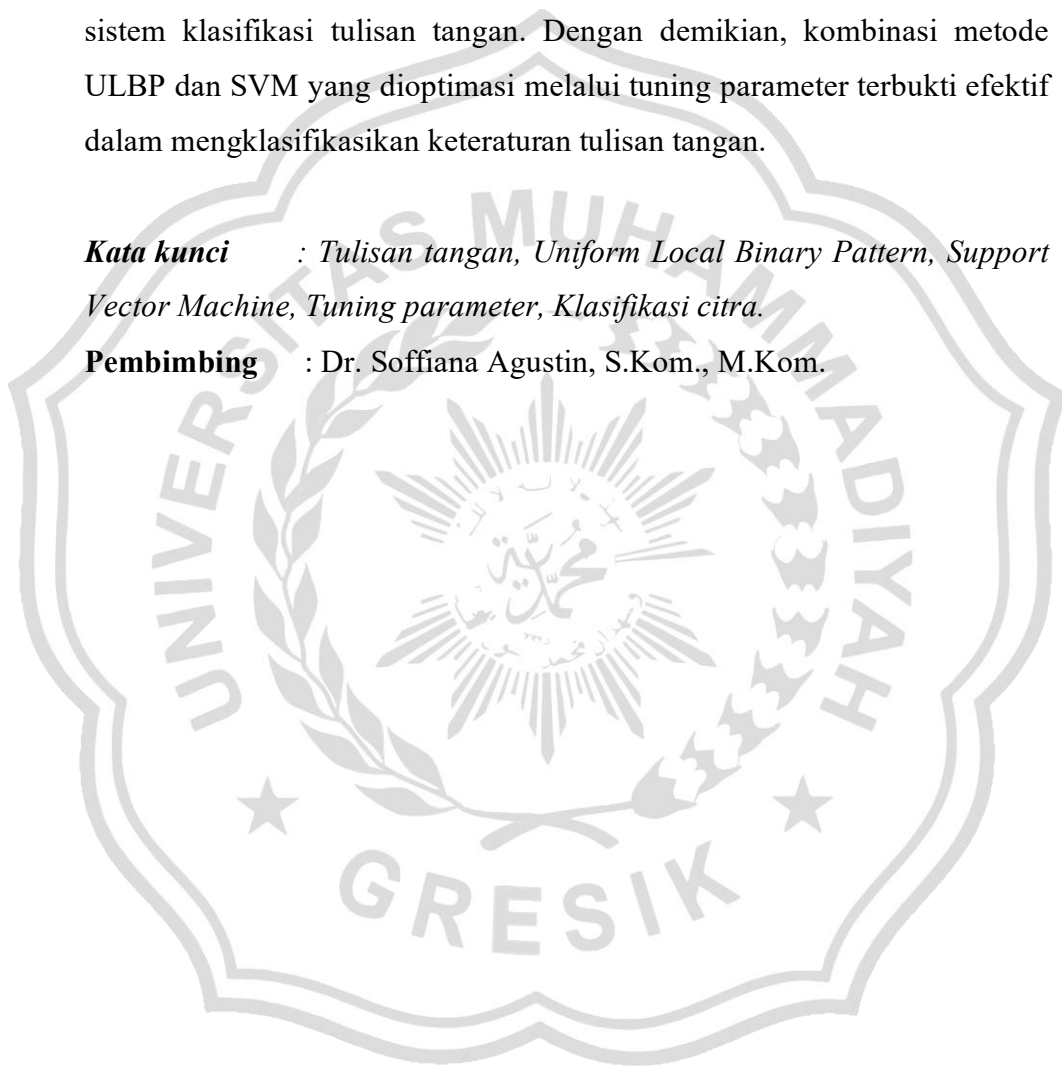 sistem klasifikasi tulisan tangan. Dengan demikian, kombinasi metode
ULBP dan SVM yang dioptimasi melalui tuning parameter terbukti efektif
dalam mengklasifikasikan keteraturan tulisan tangan.
Kata kunci : Tulisan tangan, Uniform Local Binary Pattern, Support
Vector Machine, Tuning parameter, Klasifikasi citra.
Pembimbing : Dr. Soffiana Agustin, S.Kom., M.Kom.
UNIVERSITAS MUHAMMADIYAH
GRESIK